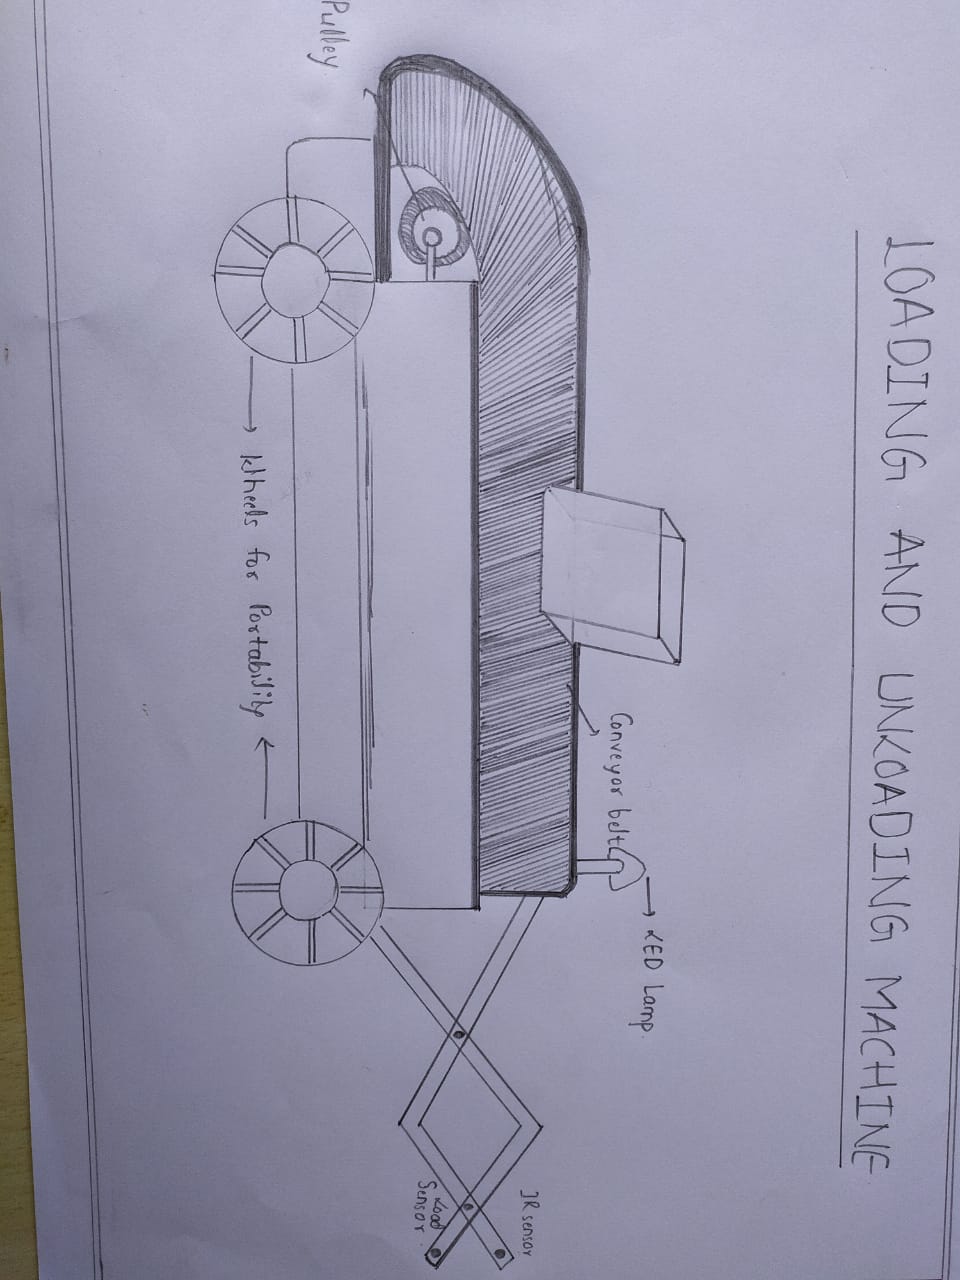 LOADING AND UNLOADING MACHINE
LED Lamp.
Conveyor belt
IR sensor
Load
Sensor
Pulley
Wheels for Portability